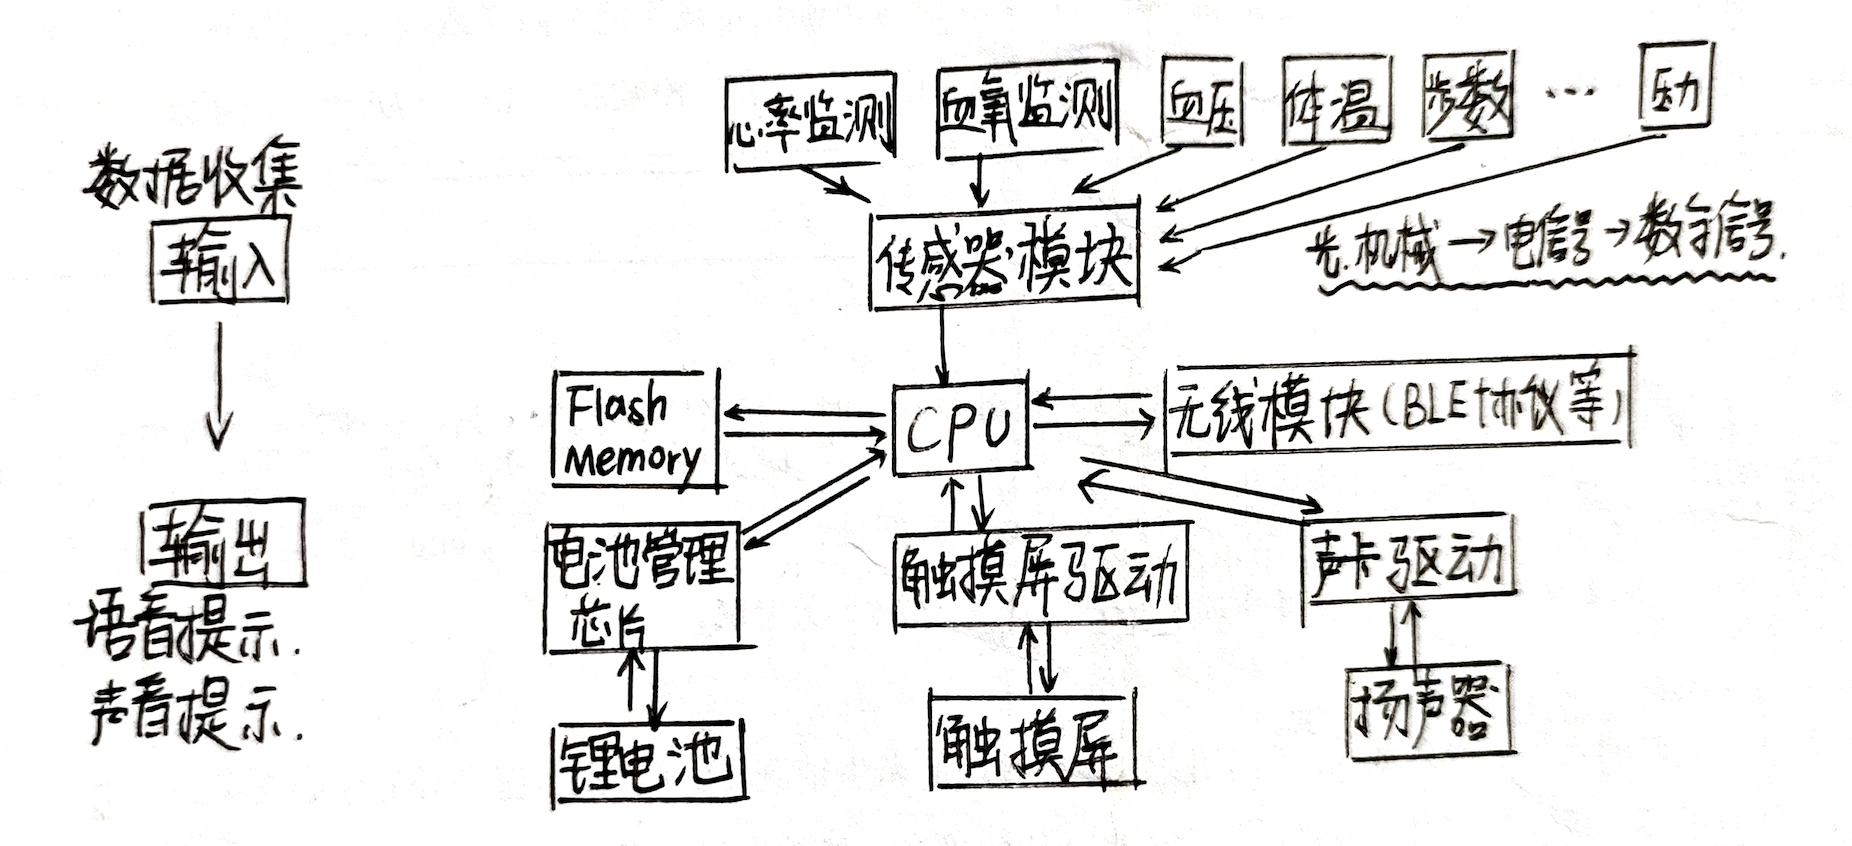 心率监测
血氧监测
血压
体温
步数
...
压力
数据收集
输入
传感器模块
光.机械→电信号→数字信号.
Flash
Memory
CPU
无线模块(BLE协议等)
输出
语音提示.
声音提示.
电池管理
芯片
触摸屏驱动
声卡驱动
锂电池
触摸屏
扬声器